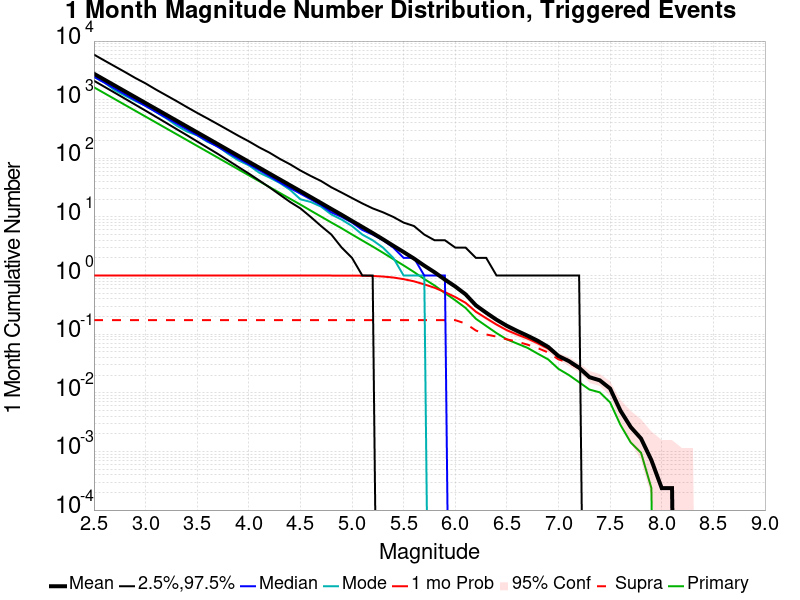 1 Month Magnitude Number Distribution, Triggered Events
1 Month Cumulative Number
10 4
10 3
10 2
10 1
10 0
10 -1
10 -2
10 -3
10 -4
2.5 3.0 3.5 4.0 4.5 5.0 5.5 6.0 6.5 7.0 7.5 8.0 8.5 9.0
Magnitude
Mean 2.5%,97.5% Median Mode 1 mo Prob 95% Conf Supra Primary